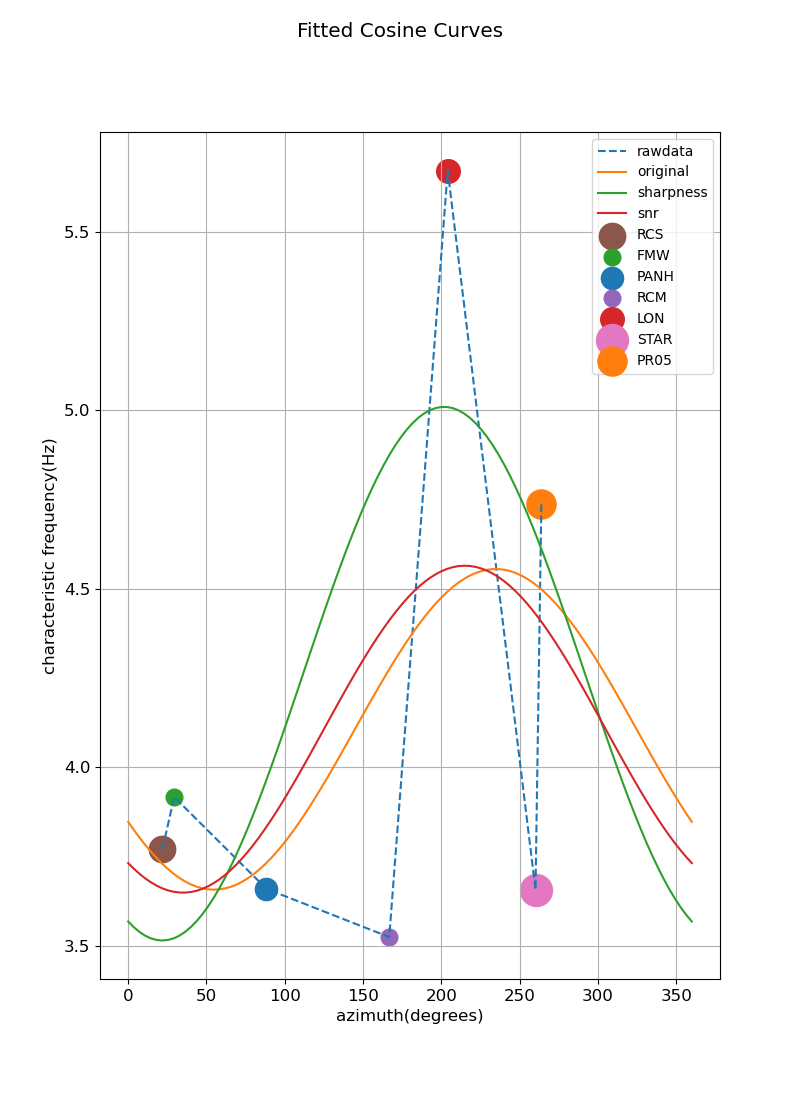 Fitted Cosine Curves
rawdata
original
sharpness
snr
RCS
FMW
PANH
RCM
LON
STAR
PR05
5.5
5.0
4.5
4.0
3.5
characteristic frequency(Hz)
0 50 100 150 200 250 300 350
azimuth(degrees)